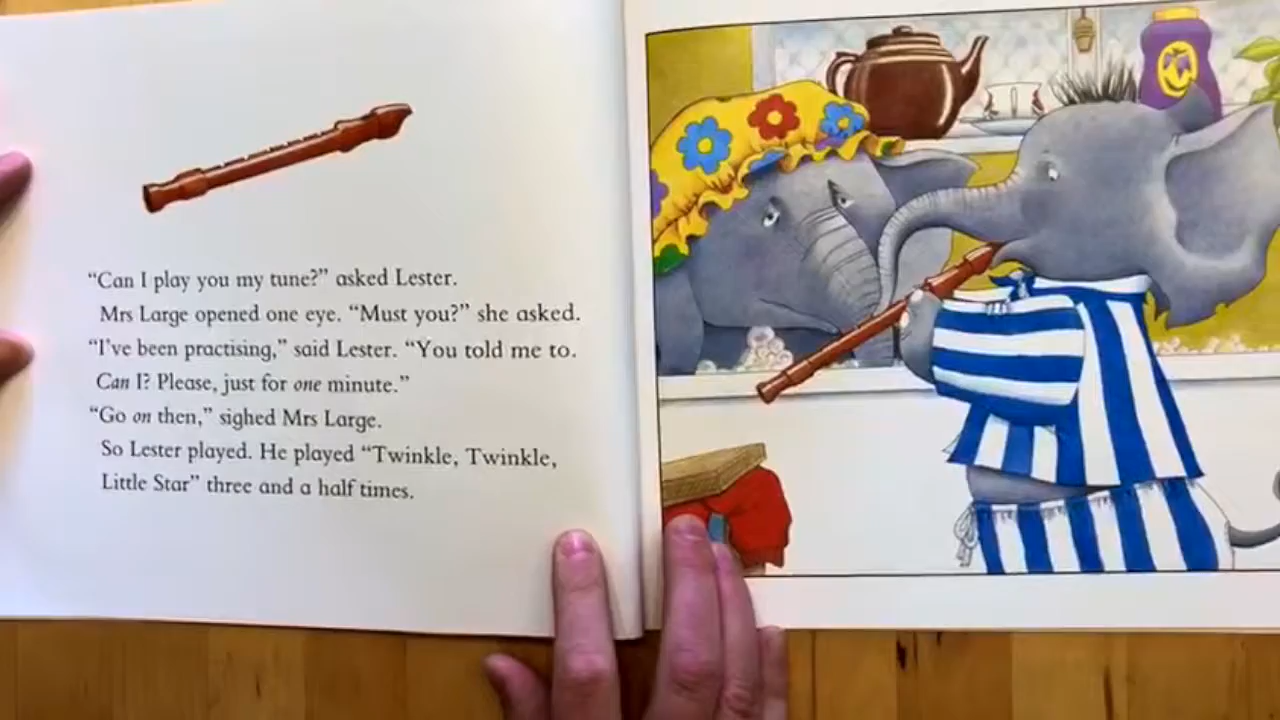 “Can I play you my tune?” asked Lester.
Mrs Large opened one eye. “Must you?” she asked.
“I’ve been practising,” said Lester. “You told me to.
Can I? Please, just for one minute.”
“Go on then,” sighed Mrs Large.
So Lester played. He played “Twinkle, Twinkle,
Little Star” three and a half times.